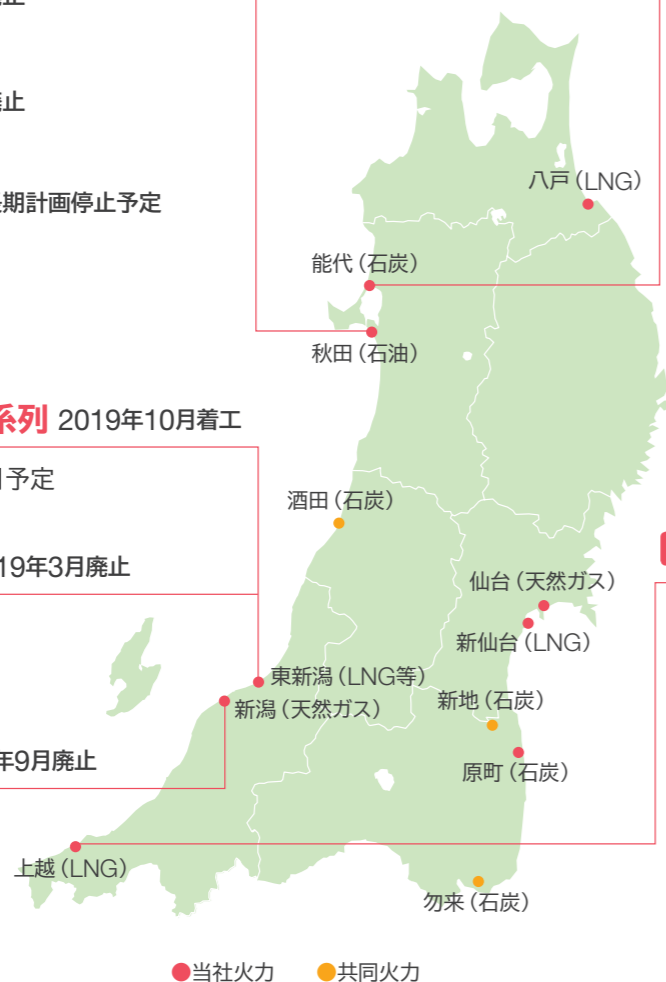 止
八戸（LNG）
期計画停止予定
能代（石炭）
秋田（石油）
系列 2019年10月着工
予定
酒田（石炭）
19年3月廃止
仙台（天然ガス）
新仙台（LNG）
東新潟（LNG等）
新地（石炭）
新潟（天然ガス）
年9月廃止
原町（石炭）
上越（LNG）
勿来（石炭）
当社火力 共同火力